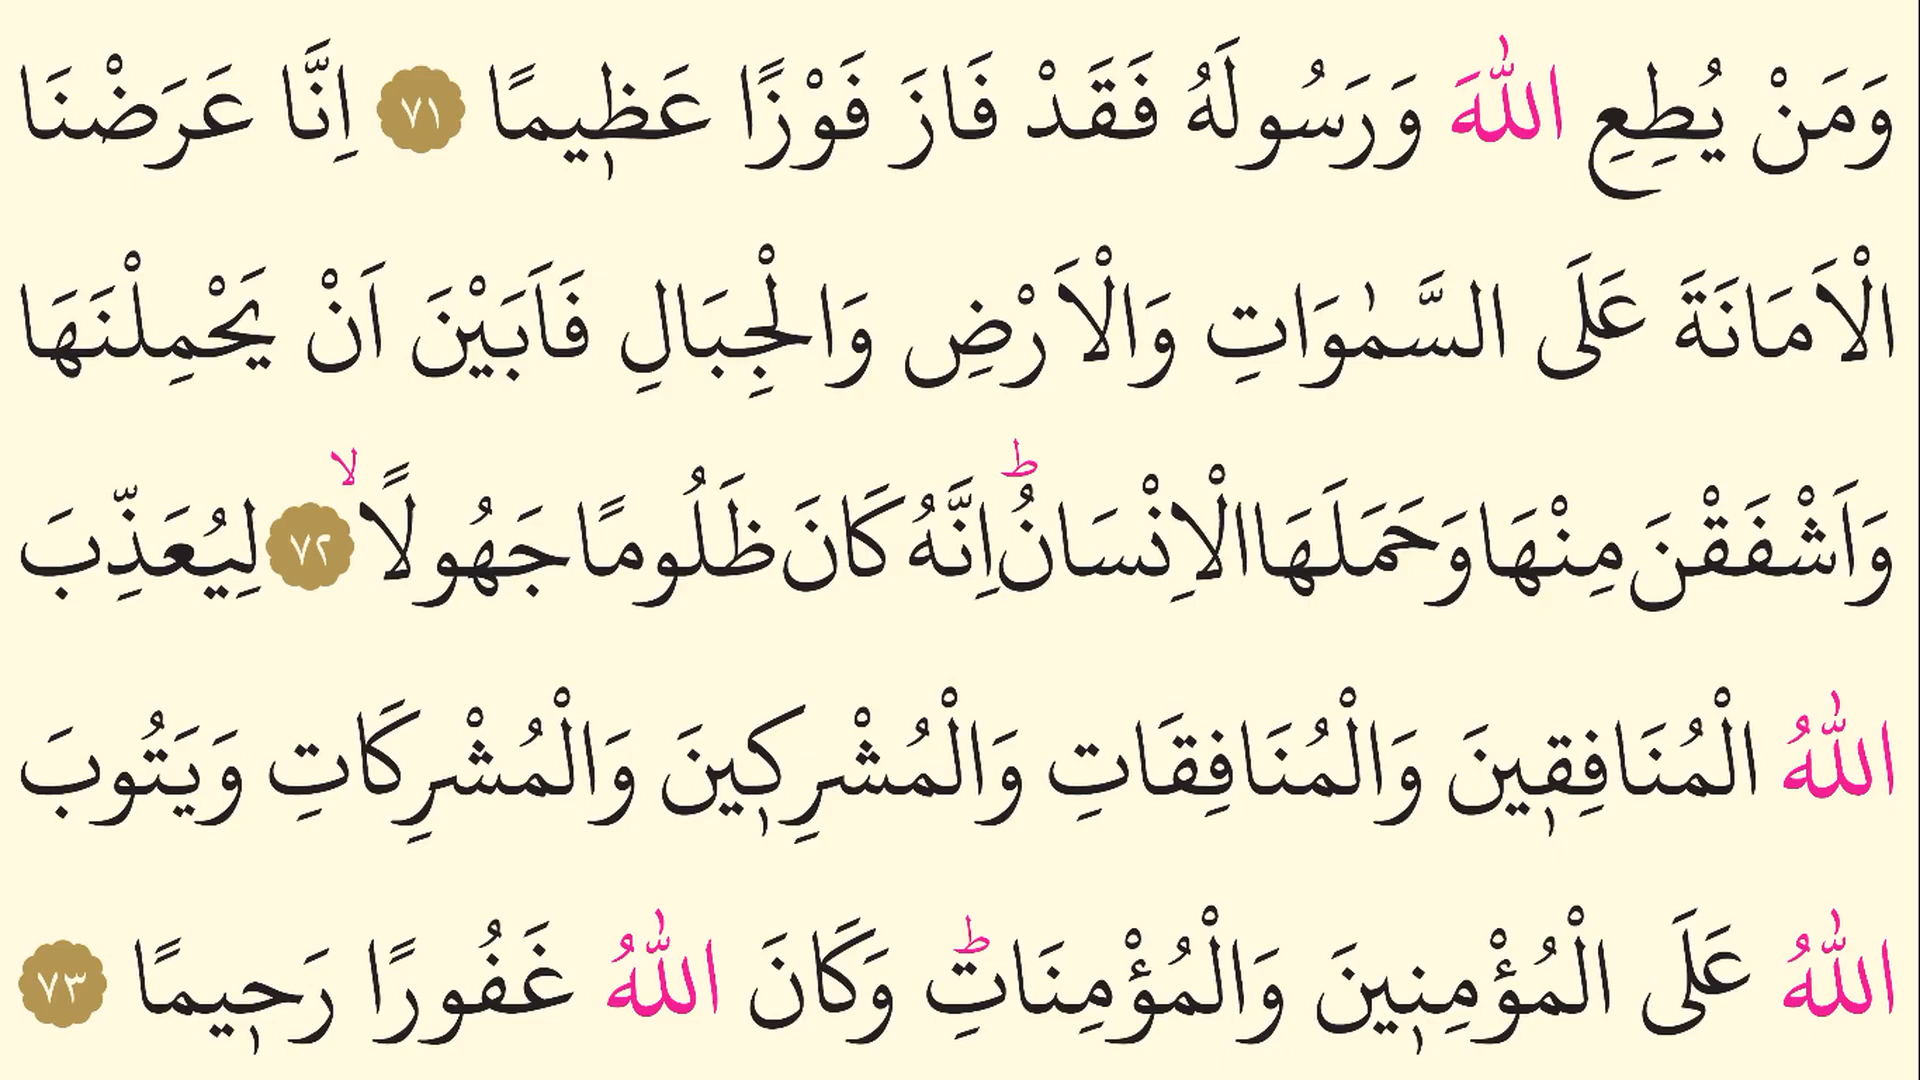 وَمَنْ يُطِعِ اللّٰهَ وَرَسُولَهُ فَقَدْ فَازَ فَوْزًا عَظ۪يمًا ﴿٧١﴾ اِنَّا عَرَضْنَا
الْاَمَانَةَ عَلَى السَّمٰوَاتِ وَالْاَرْضِ وَالْجِبَالِ فَاَبَيْنَ اَنْ يَحْمِلْنَهَا
وَاَشْفَقْنَ مِنْهَا وَحَمَلَهَا الْاِنْسَانُۜ اِنَّهُ كَانَ ظَلُومًا جَهُولًاۙ ﴿٧٢﴾ لِيُعَذِّبَ
اللّٰهُ الْمُنَافِق۪ينَ وَالْمُنَافِقَاتِ وَالْمُشْرِك۪ينَ وَالْمُشْرِكَاتِ وَيَتُوبَ
اللّٰهُ عَلَى الْمُؤْمِن۪ينَ وَالْمُؤْمِنَاتِۜ وَكَانَ اللّٰهُ غَفُورًا رَح۪يمًا ﴿٧٣﴾